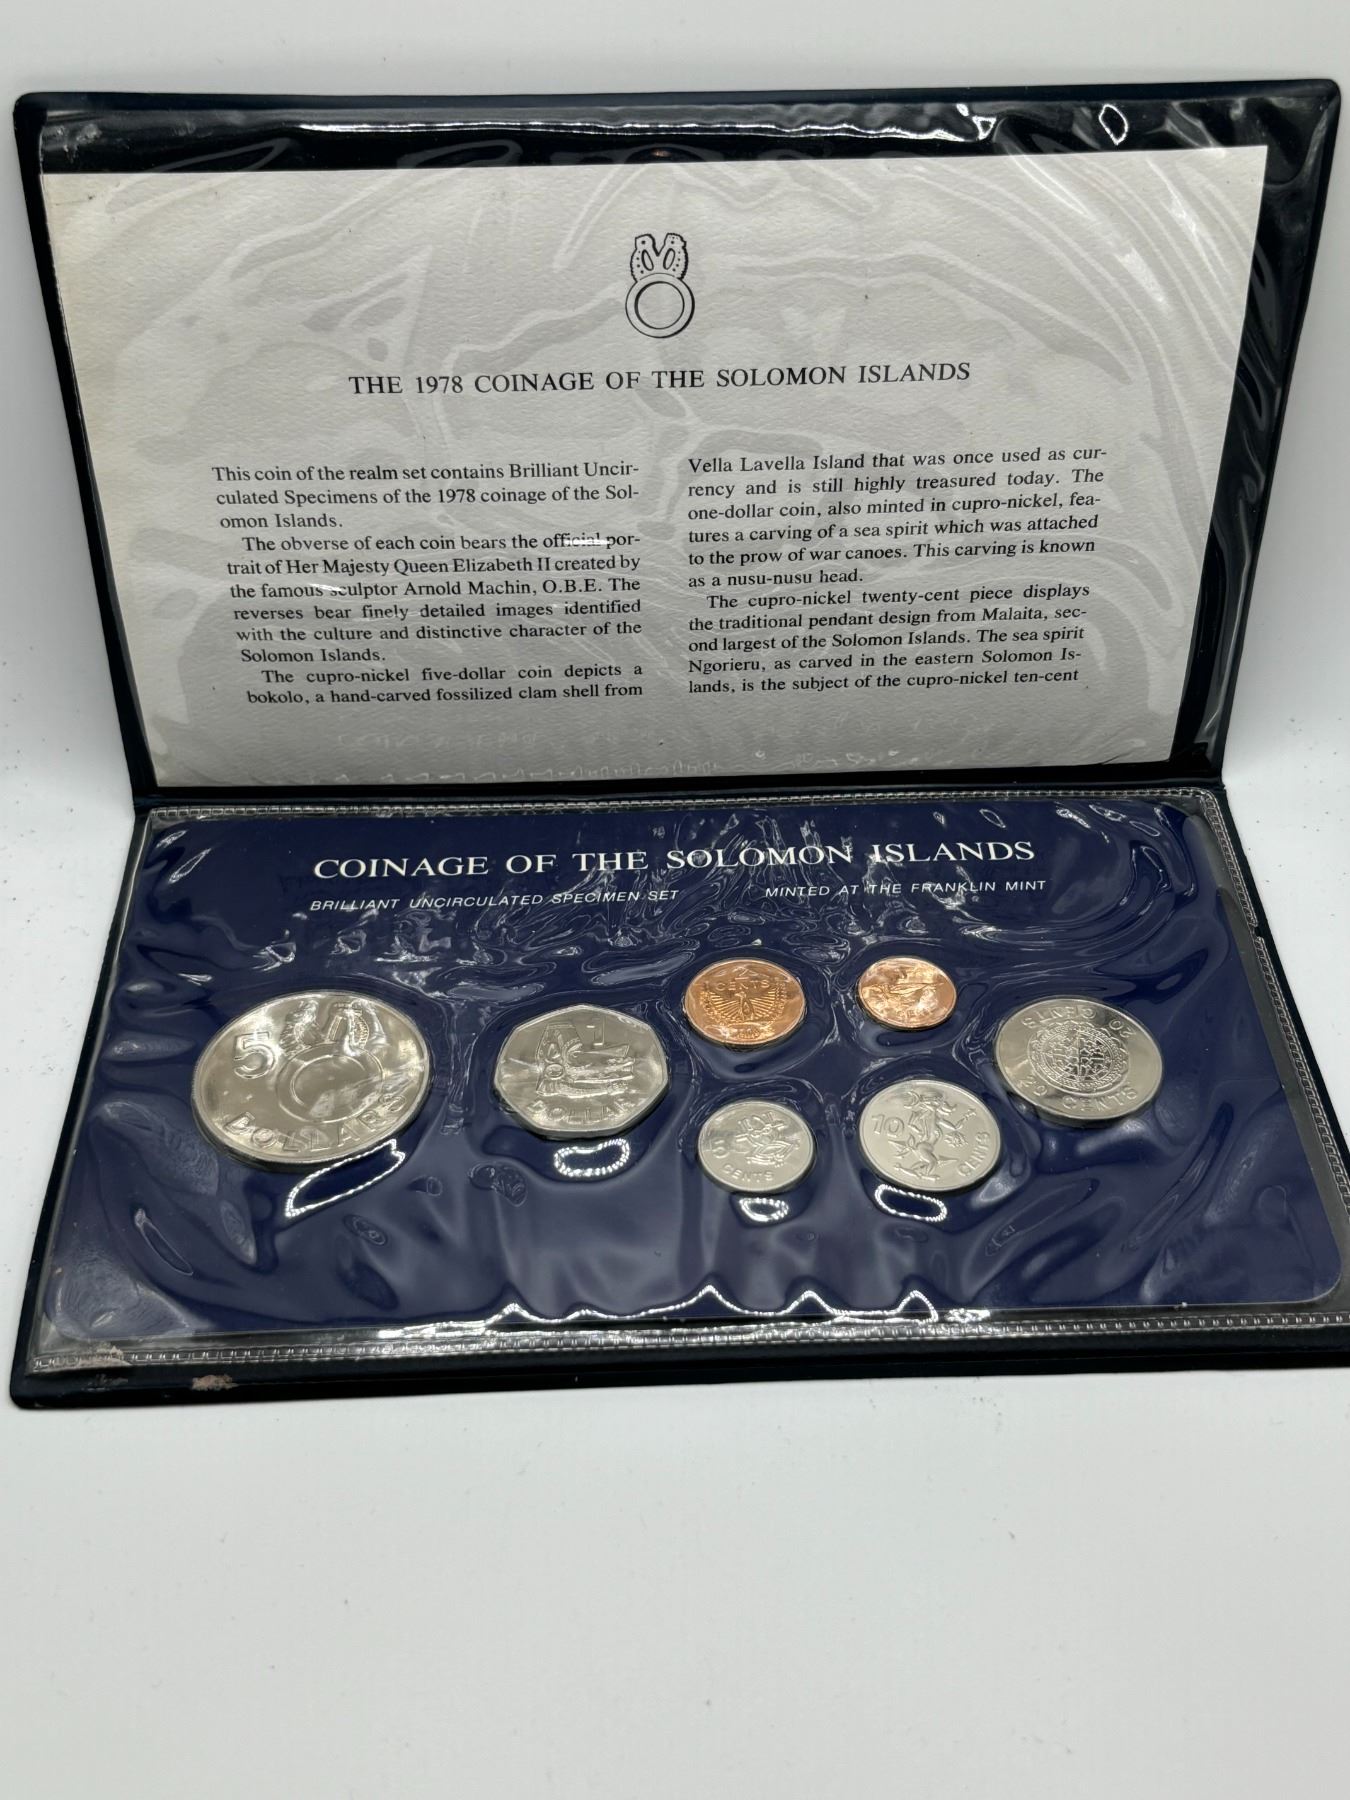 THE 1978 COINAGE OF THE SOLOMON ISLANDS
This coin of the realm set contains Brilliant Uncir-
culated Specimens of the 1978 coinage of the Sol-
omon Islands.
The obverse of each coin bears the official por-
trait of Her Majesty Queen Elizabeth II created by
the famous sculptor Arnold Machin, O.B.E. The
reverses bear finely detailed images identified
with the culture and distinctive character of the
Solomon Islands.
The cupro-nickel five-dollar coin depicts a
bokolo, a hand-carved fossilized clam shell from
Vella Lavella Island that was once used as cur-
rency and is still highly treasured today. The
one-dollar coin, also minted in cupro-nickel, fea-
tures a carving of a sea spirit which was attached
to the prow of war canoes. This carving is known
as a nusu-nusu head.
The cupro-nickel twenty-cent piece displays
the traditional pendant design from Malaita, sec-
ond largest of the Solomon Islands. The sea spirit
Ngorieru, as carved in the eastern Solomon Is-
lands, is the subject of the cupro-nickel ten-cent
COINAGE OF THE SOLOMON ISLANDS
BRILLIANT UNCIRCULATED SPECIMEN SET
MINTED AT THE FRANKLIN MINT
5
DOLLARS
1
DOLLAR
2
CENTS
5
CENTS
10
CENTS
20 CENTS
20 CENTS